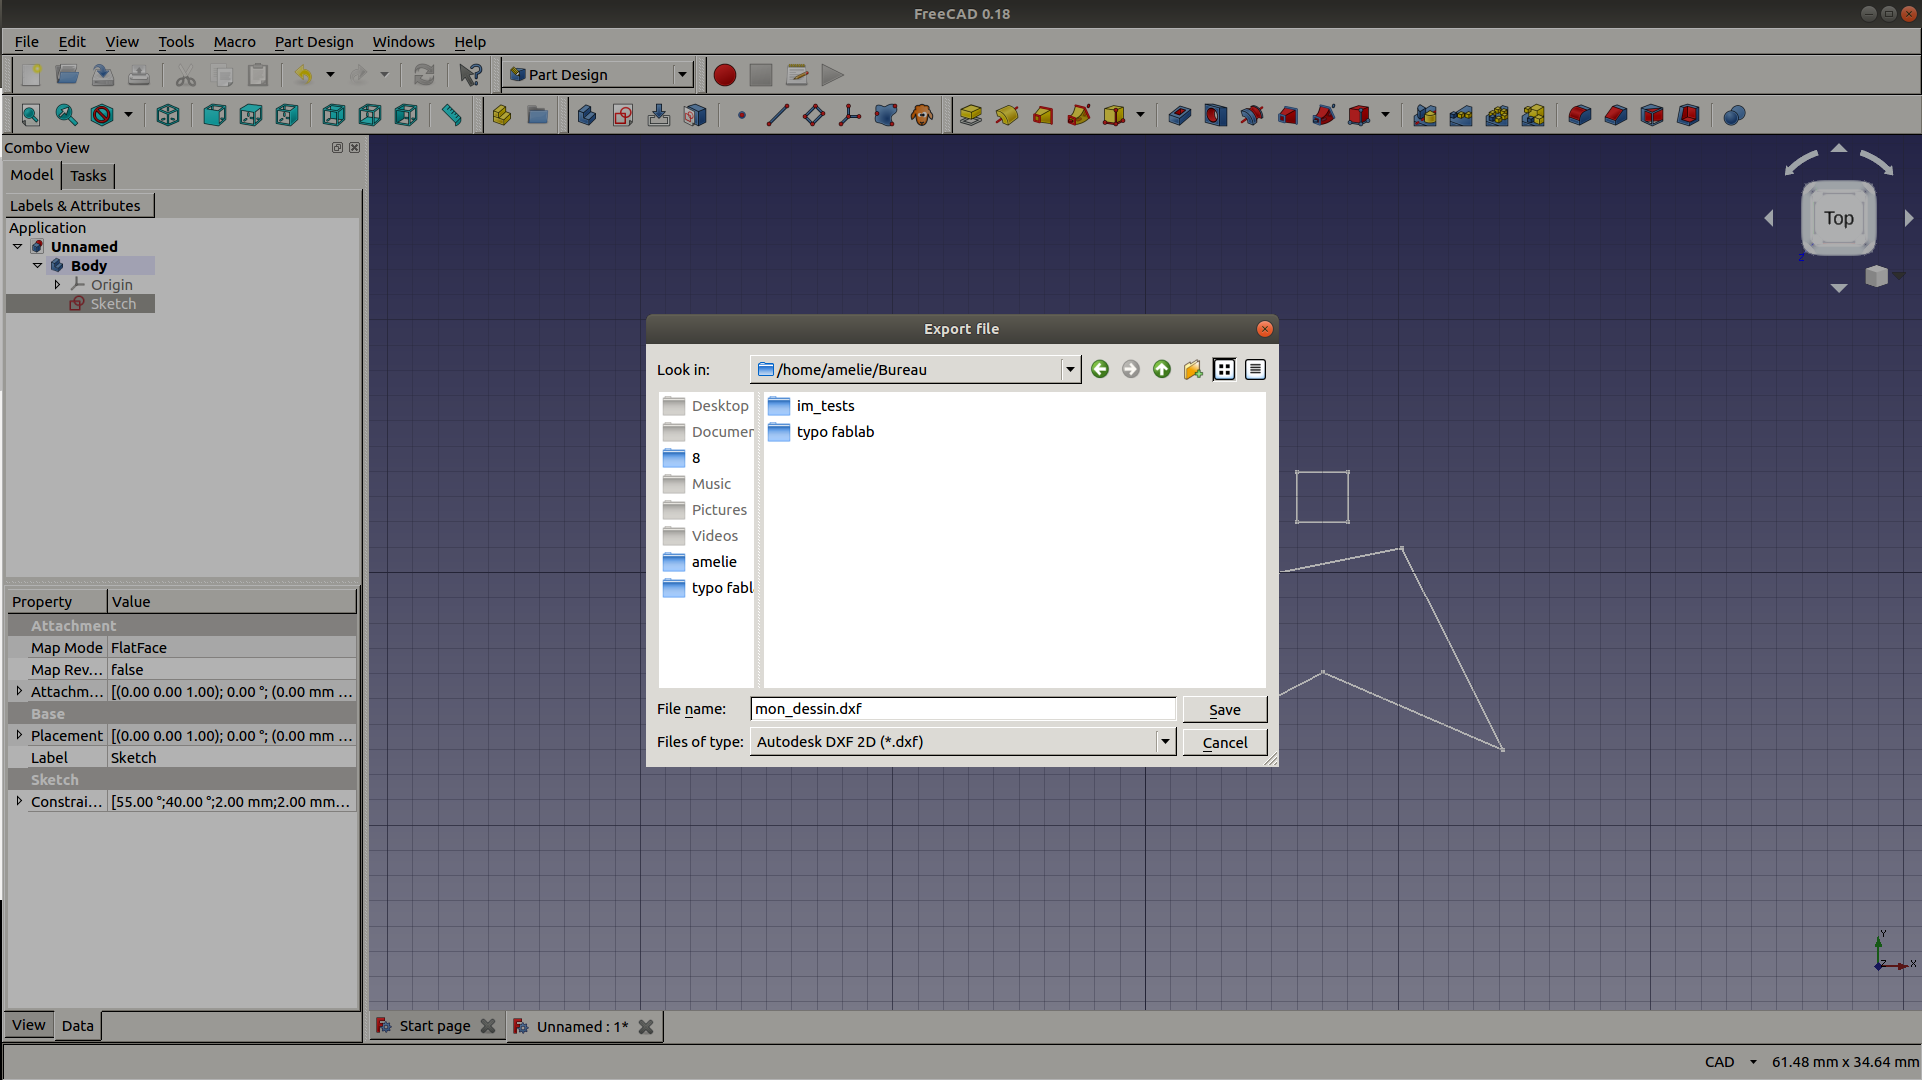 FreeCAD 0.18
File Edit View Tools Macro Part Design Windows Help
Part Design
Combo View
Model Tasks
Labels & Attributes
Application
Unnamed
Body
Origin
Sketch
Property Value
Attachment
Map Mode FlatFace
Map Rev... false
Attachm... [(0.00 0.00 1.00); 0.00 °; (0.00 mm ...
Base
Placement [(0.00 0.00 1.00); 0.00 °; (0.00 mm ...
Label Sketch
Sketch
Constrai... [55.00 °;40.00 °;2.00 mm;2.00 mm...
View Data
Export file
Look in: /home/amelie/Bureau
Desktop
Documen
8
Music
Pictures
Videos
amelie
typo fabl
im_tests
typo fablab
File name: mon_dessin.dxf Save
Files of type: Autodesk DXF 2D (*.dxf) Cancel
Top
Z
Y
Z
X
Start page Unnamed : 1*
CAD 61.48 mm x 34.64 mm